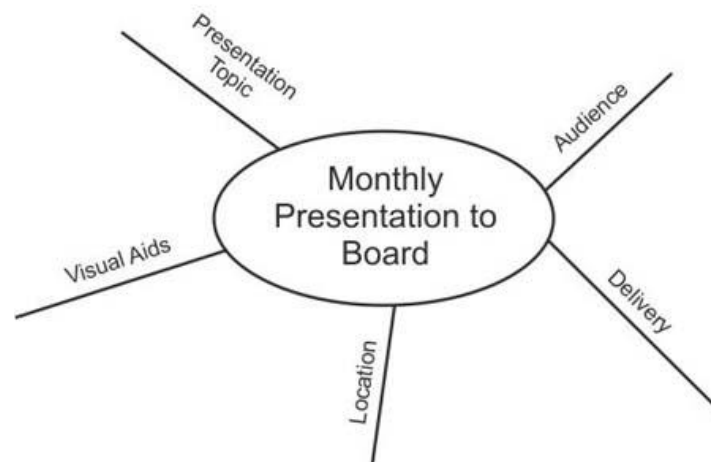 Presentation
Topic
Audience
Monthly
Presentation to
Board
Visual Aids
Delivery
Location